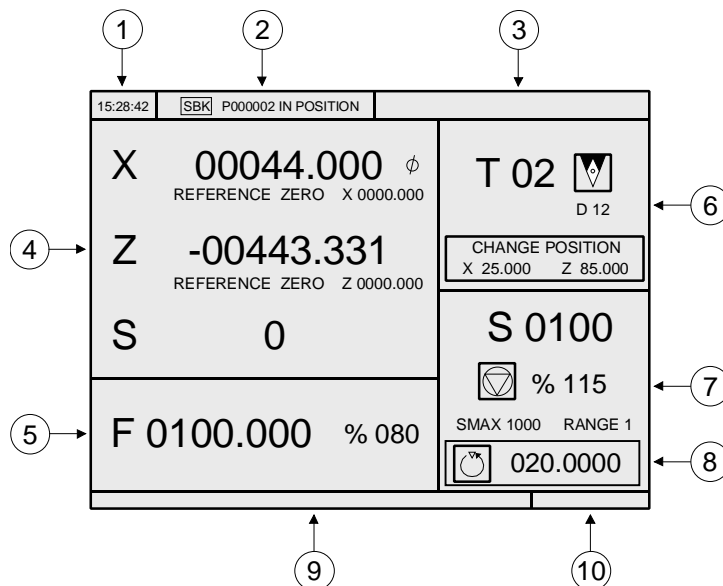 1 2 3
15:28:42 SBK P000002 IN POSITION
X 00044.000 ⌀
REFERENCE ZERO X 0000.000
Z -00443.331
REFERENCE ZERO Z 0000.000
S 0
F 0100.000 % 080
T 02
D 12
CHANGE POSITION
X 25.000 Z 85.000
S 0100
% 115
SMAX 1000 RANGE 1
020.0000
4
5
6
7
8
9 10